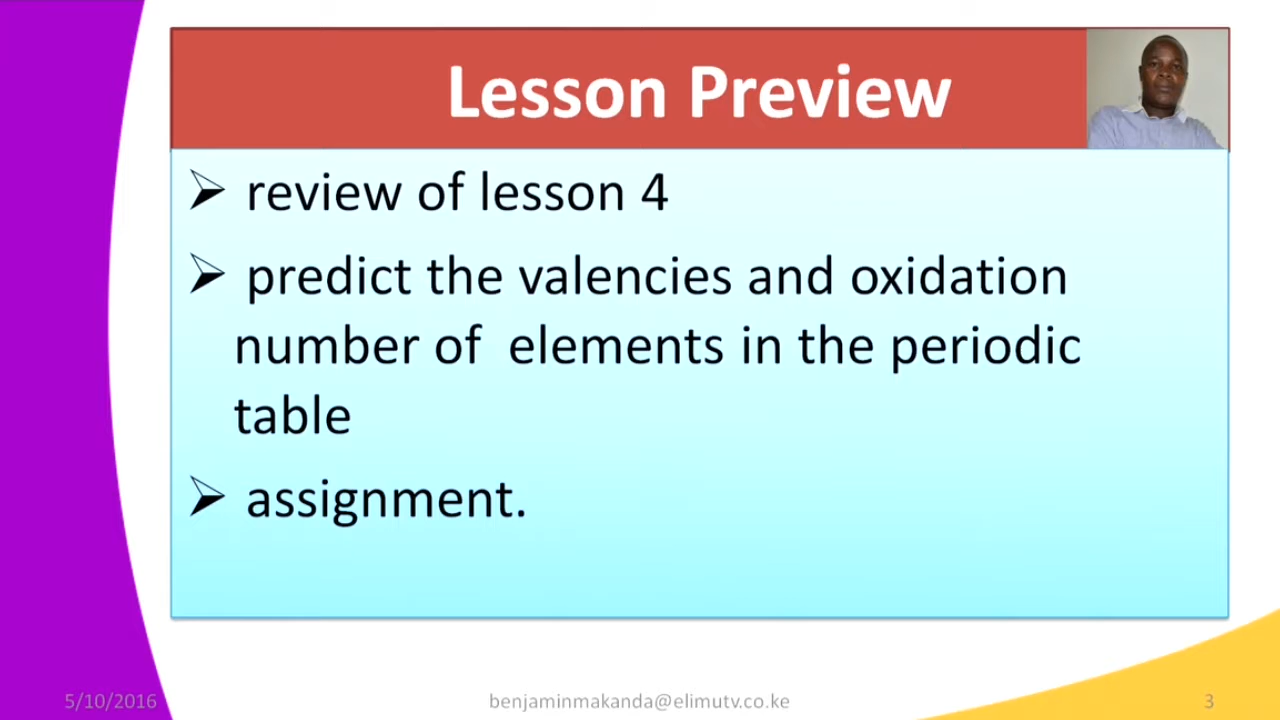 Lesson Preview
➢ review of lesson 4
➢ predict the valencies and oxidation
number of elements in the periodic
table
➢ assignment.
5/10/2016
benjaminmakanda@elimutv.co.ke
3